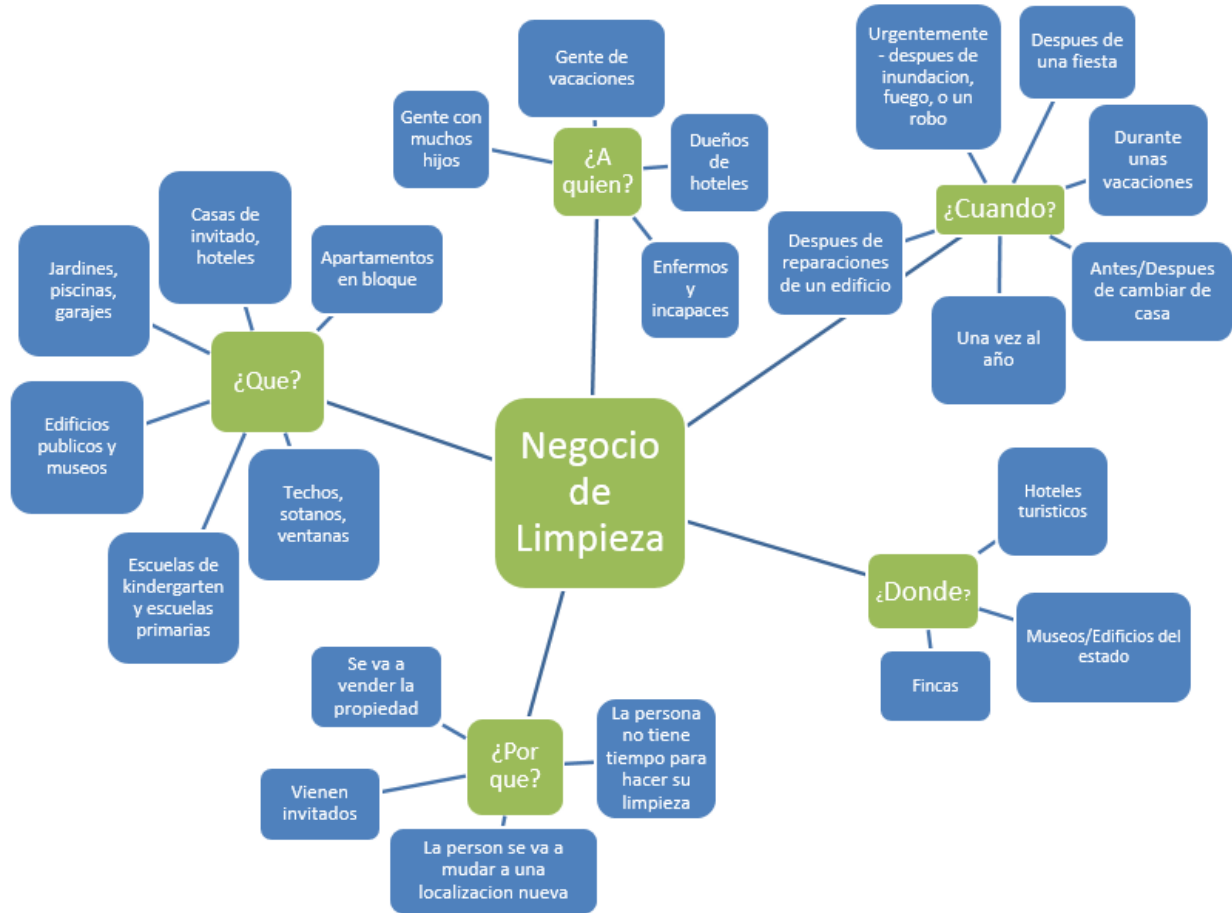 Negocio
de
Limpieza
¿A
quien?
Gente de
vacaciones
Gente con
muchos
hijos
Dueños
de
hoteles
Enfermos
y
incapaces
¿Cuando?
Urgentemente
- despues de
inundacion,
fuego, o un
robo
Despues de
una fiesta
Durante
unas
vacaciones
Antes/Despues
de cambiar de
casa
Una vez al
año
Despues de
reparaciones
de un edificio
¿Donde?
Hoteles
turisticos
Museos/Edificios del
estado
Fincas
¿Por
que?
La persona
no tiene
tiempo para
hacer su
limpieza
La person se va a
mudar a una
localizacion nueva
Vienen
invitados
Se va a
vender la
propiedad
¿Que?
Casas de
invitado,
hoteles
Apartamentos
en bloque
Jardines,
piscinas,
garajes
Edificios
publicos y
museos
Escuelas de
kindergarten
y escuelas
primarias
Techos,
sotanos,
ventanas